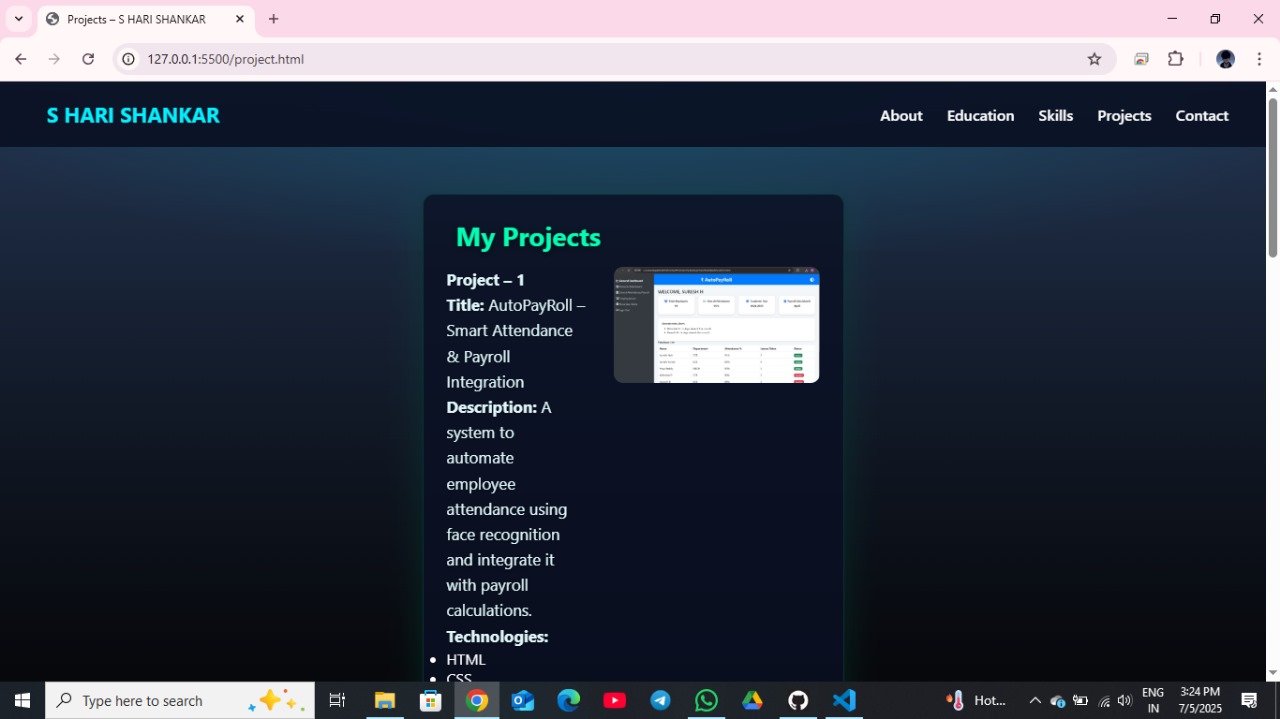 Projects – S HARI SHANKAR
127.0.0.1:5500/project.html
S HARI SHANKAR
About
Education
Skills
Projects
Contact
My Projects
Project – 1
Title: AutoPayRoll –
Smart Attendance
& Payroll
Integration
Description: A
system to
automate
employee
attendance using
face recognition
and integrate it
with payroll
calculations.
Technologies:
HTML
CSS
AutoPayRoll
WELCOME, SURESH H
Type here to search
Hot...
ENG
IN
3:24 PM
7/5/2025